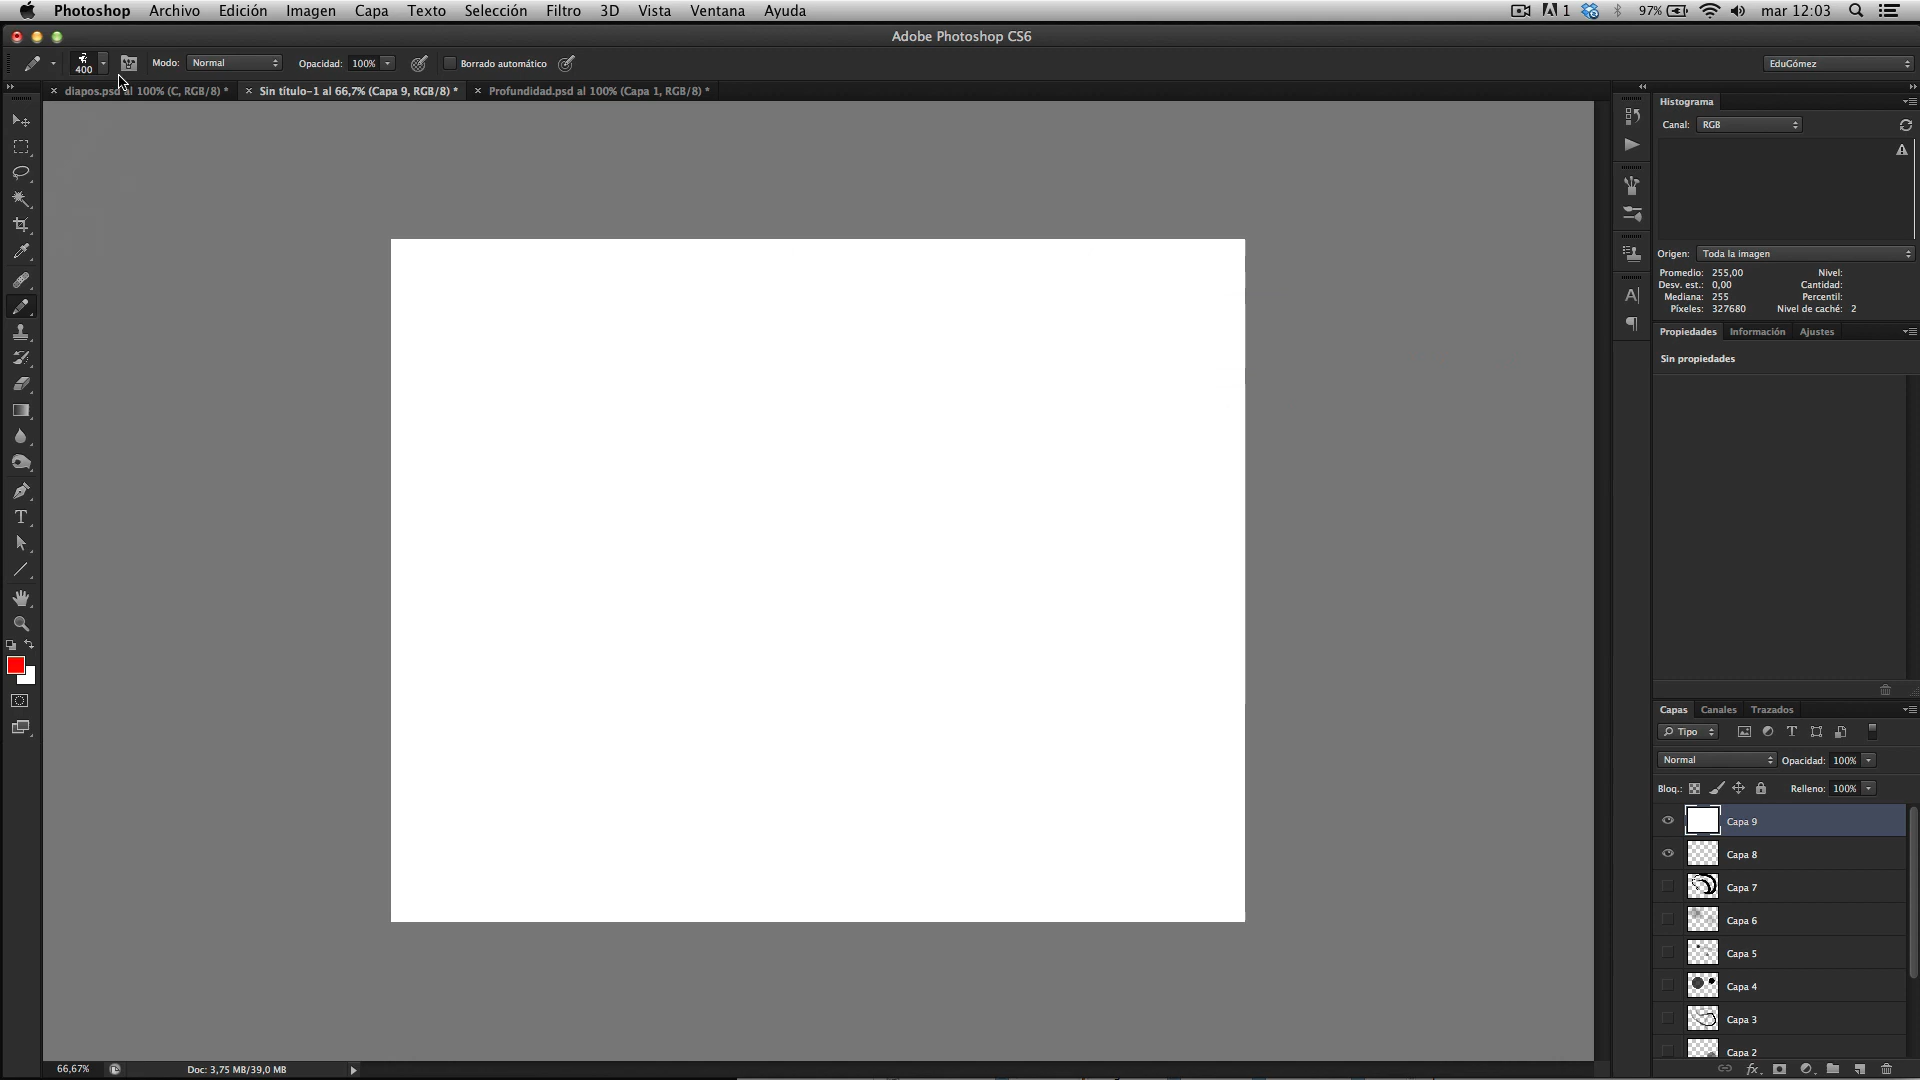 Photoshop Archivo Edición Imagen Capa Texto Selección Filtro 3D Vista Ventana Ayuda 1 97% mar 12:03
Adobe Photoshop CS6
400 Modo: Normal Opacidad: 100% Borrado automático EduGómez
diapos.psd al 100% (C, RGB/8) * Sin título-1 al 66,7% (Capa 9, RGB/8) * Profundidad.psd al 100% (Capa 1, RGB/8) *
Histograma
Canal: RGB
Origen: Toda la imagen
Promedio: 255,00 Nivel:
Desv. est.: 0,00 Cantidad:
Mediana: 255 Percentil:
Píxeles: 327680 Nivel de caché: 2
Propiedades Información Ajustes
Sin propiedades
Capas Canales Trazados
Tipo
Normal Opacidad: 100%
Bloq.: Relleno: 100%
Capa 9
Capa 8
Capa 7
Capa 6
Capa 5
Capa 4
Capa 3
Capa 2
66,67% Doc: 3,75 MB/39,0 MB